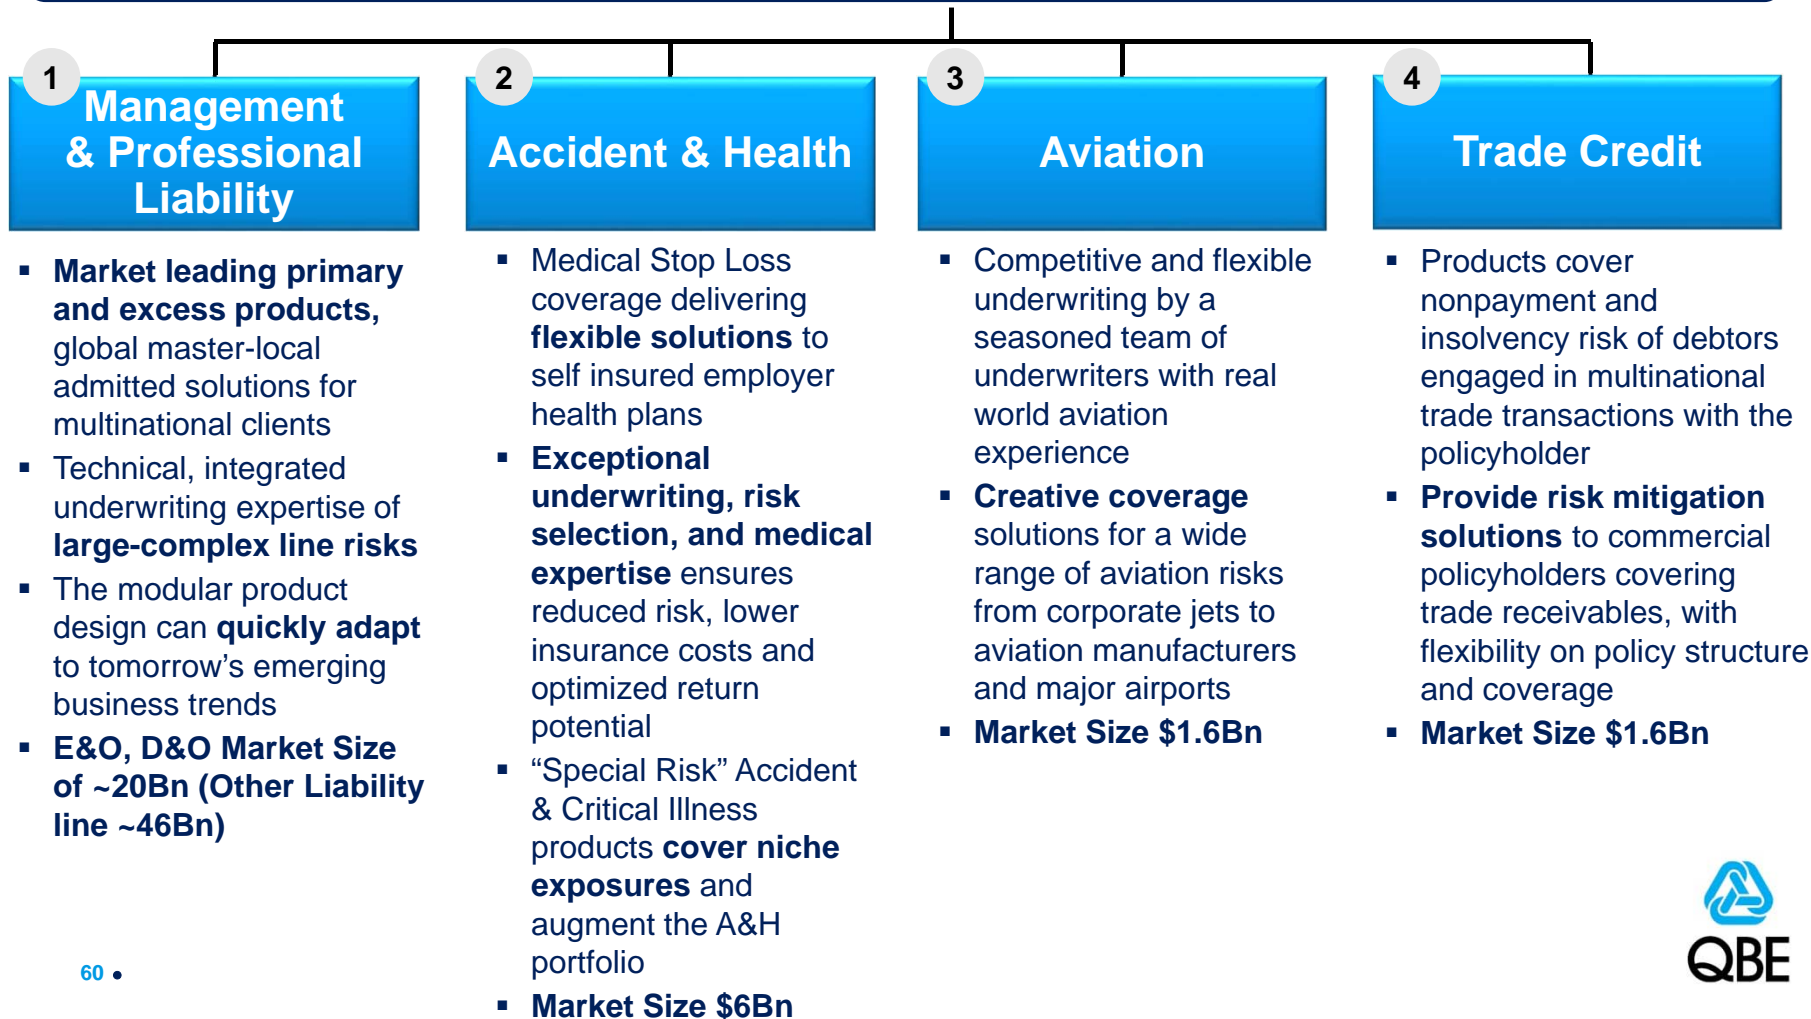 1
Management
& Professional
Liability
▪ Market leading primary
and excess products,
global master-local
admitted solutions for
multinational clients
▪ Technical, integrated
underwriting expertise of
large-complex line risks
▪ The modular product
design can quickly adapt
to tomorrow’s emerging
business trends
▪ E&O, D&O Market Size
of ~20Bn (Other Liability
line ~46Bn)
2
Accident & Health
▪ Medical Stop Loss
coverage delivering
flexible solutions to
self insured employer
health plans
▪ Exceptional
underwriting, risk
selection, and medical
expertise ensures
reduced risk, lower
insurance costs and
optimized return
potential
▪ “Special Risk” Accident
& Critical Illness
products cover niche
exposures and
augment the A&H
portfolio
▪ Market Size $6Bn
3
Aviation
▪ Competitive and flexible
underwriting by a
seasoned team of
underwriters with real
world aviation
experience
▪ Creative coverage
solutions for a wide
range of aviation risks
from corporate jets to
aviation manufacturers
and major airports
▪ Market Size $1.6Bn
4
Trade Credit
▪ Products cover
nonpayment and
insolvency risk of debtors
engaged in multinational
trade transactions with the
policyholder
▪ Provide risk mitigation
solutions to commercial
policyholders covering
trade receivables, with
flexibility on policy structure
and coverage
▪ Market Size $1.6Bn
60 •
QBE